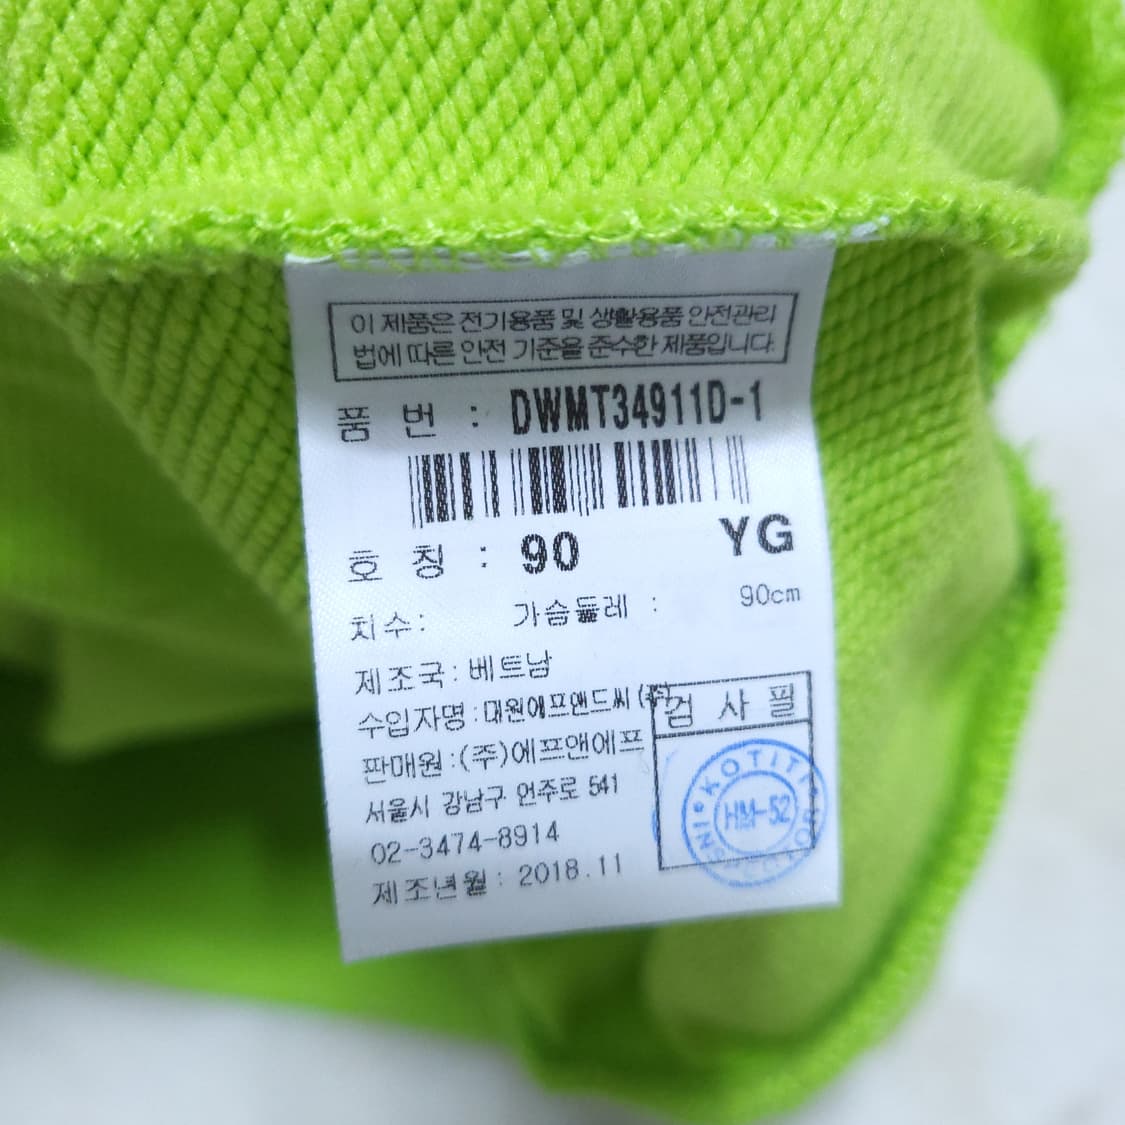 이 제품은 전기용품 및 생활용품 안전관리
법에 따른 안전 기준을 준수한 제품입니다.
품 번 : DWMT34911D-1
호 칭 : 90 YG
치수: 가슴둘레 : 90cm
제조국: 베트남
수입자명 : 대원에프앤드씨 (주)
판매원 :(주)에프앤에프
서울시 강남구 언주로 541
02-3474-8914
제조년월 : 2018.11
검 사 필
KOTITI
HM-52
INSPECTOR